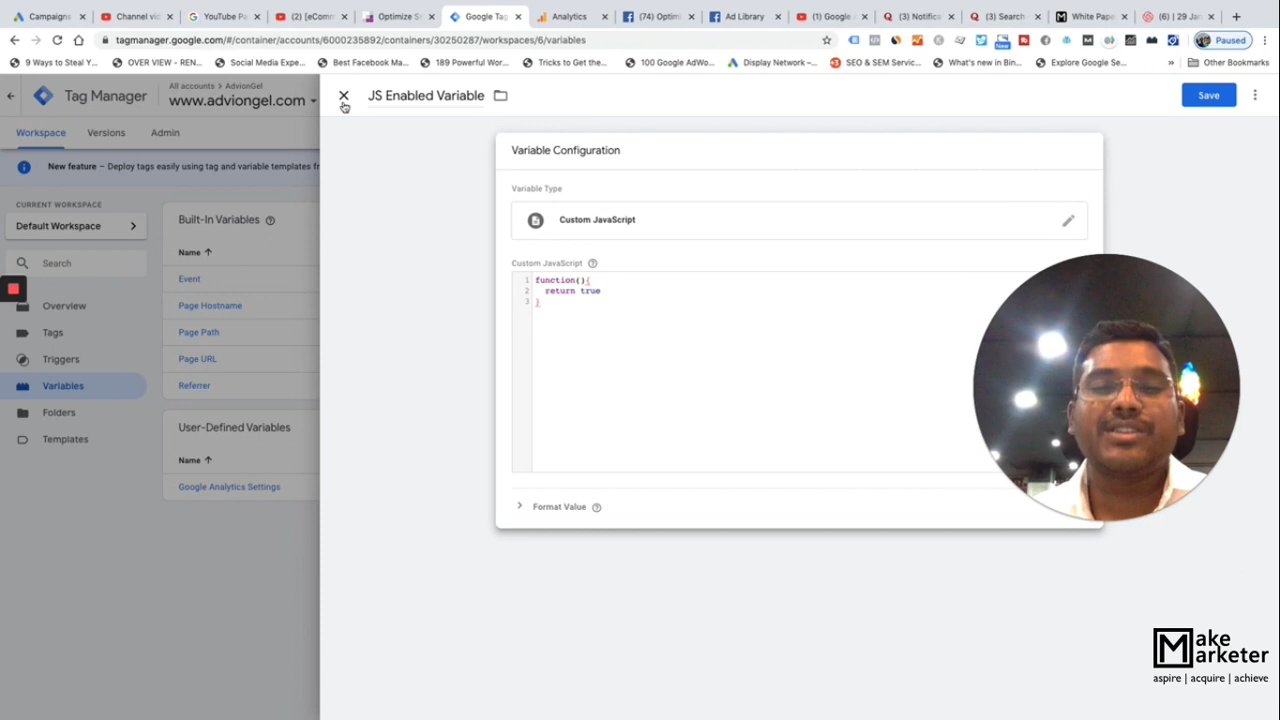 Campaigns
Channel vi
YouTube P
(2) [eComm
Optimize S
Google Tag
Analytics
(74) Optimi
Ad Library
(1) Google
(3) Notifica
(3) Search
White Pape
(6) | 29 Jan
tagmanager.google.com/#/container/accounts/6000235892/containers/30250287/workspaces/6/variables
New
Paused
9 Ways to Steal Y...
OVER VIEW - REN...
Social Media Expe...
Best Facebook Ma...
189 Powerful Wor...
Tricks to Get the...
100 Google AdWo...
Display Network –...
SEO & SEM Servic...
What's new in Bin...
Explore Google Se...
»
Other Bookmarks
Tag Manager
All accounts > AdvionGel
www.adviongel.com
JS Enabled Variable
Save
Workspace
Versions
Admin
New feature – Deploy tags easily using tag and variable templates
CURRENT WORKSPACE
Default Workspace
Search
Overview
Tags
Triggers
Variables
Folders
Templates
Built-In Variables
Name
Event
Page Hostname
Page Path
Page URL
Referrer
User-Defined Variables
Name
Google Analytics Settings
Variable Configuration
Variable Type
Custom JavaScript
Custom JavaScript
1 function(){
2 return true
3 }
Format Value
Make
Marketer
aspire | acquire | achieve